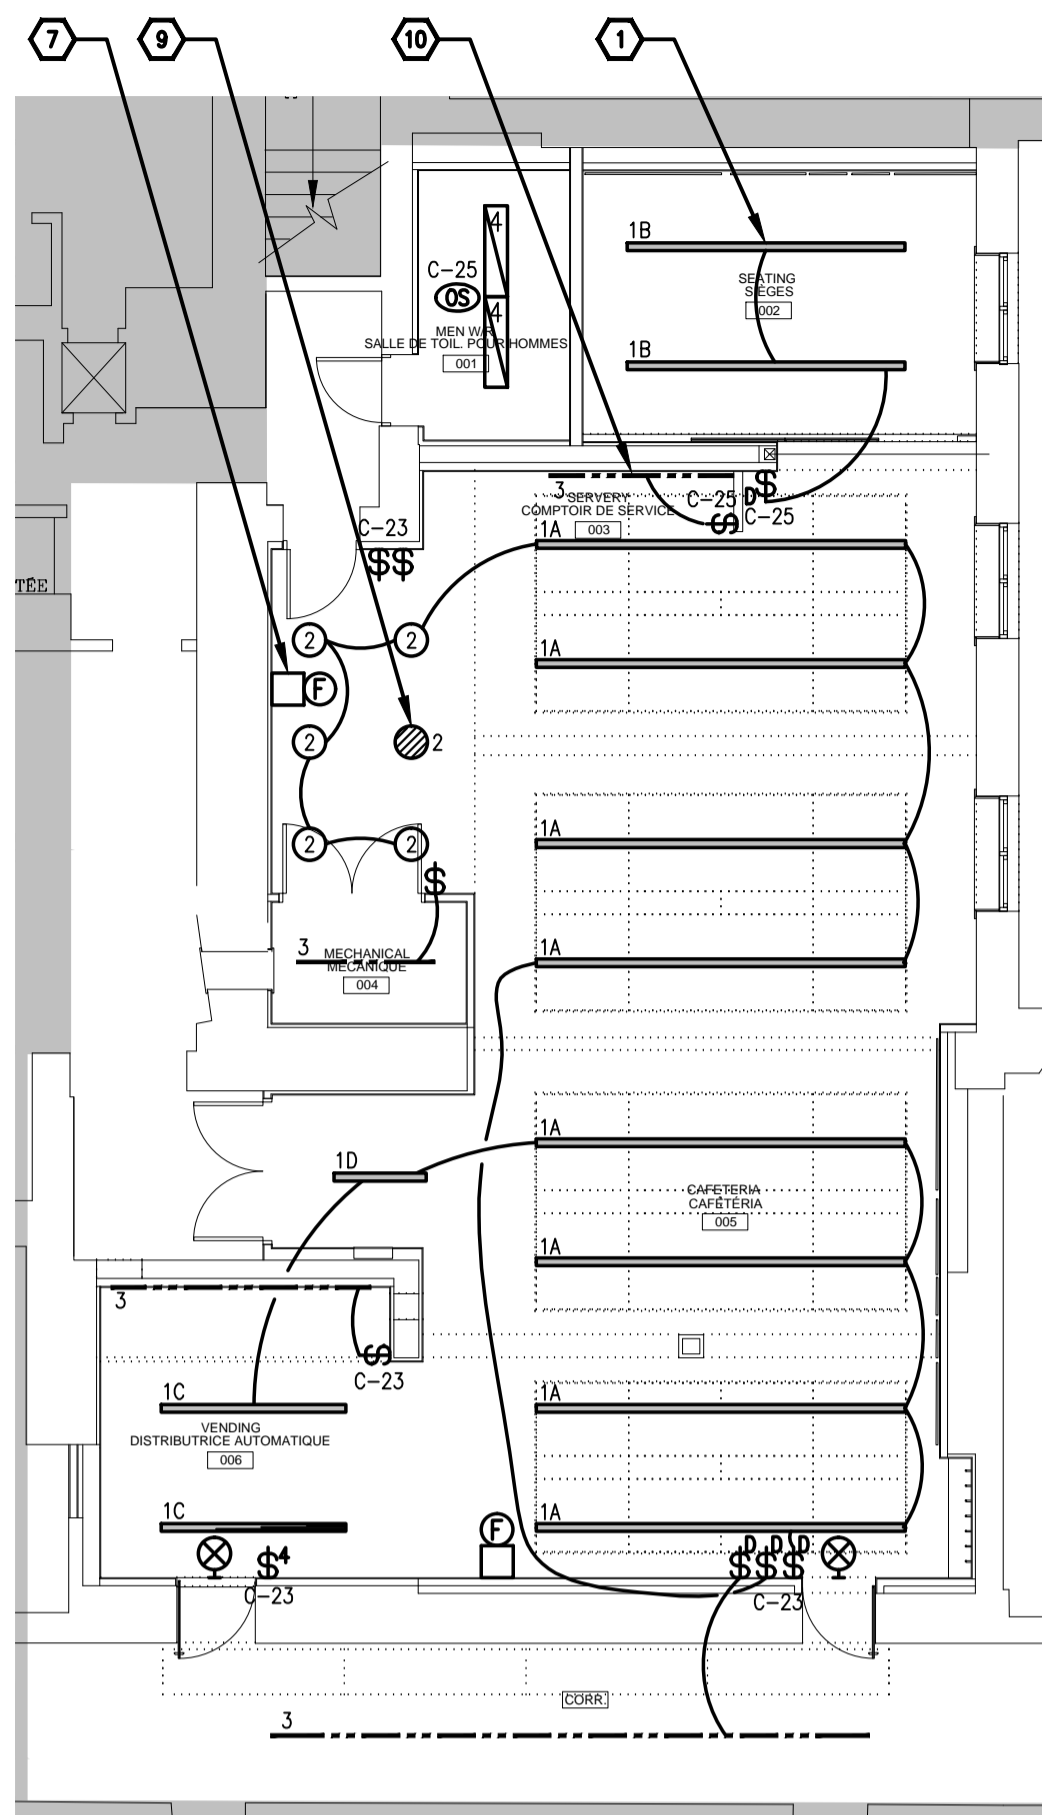 7
9
10
1
1B
4
C-25
OS
SEATING
SIÈGES
002
4
MEN W/R
SALLE DE TOIL. POUR HOMMES
001
1B
3
C-25
D
$
SERVERY
COMPTOIR DE SERVICE
003
$
C-25
C-23
$$
1A
TÉE
2
2
1A
F
2
2
1A
2
2
$
1A
3
MECHANICAL
MÉCANIQUE
004
1A
1D
CAFETERIA
CAFÉTÉRIA
005
1A
3
$
C-23
1C
1A
VENDING
DISTRIBUTRICE AUTOMATIQUE
006
1C
1A
F
$4
C-23
$D $D $D
C-23
CORR.
3